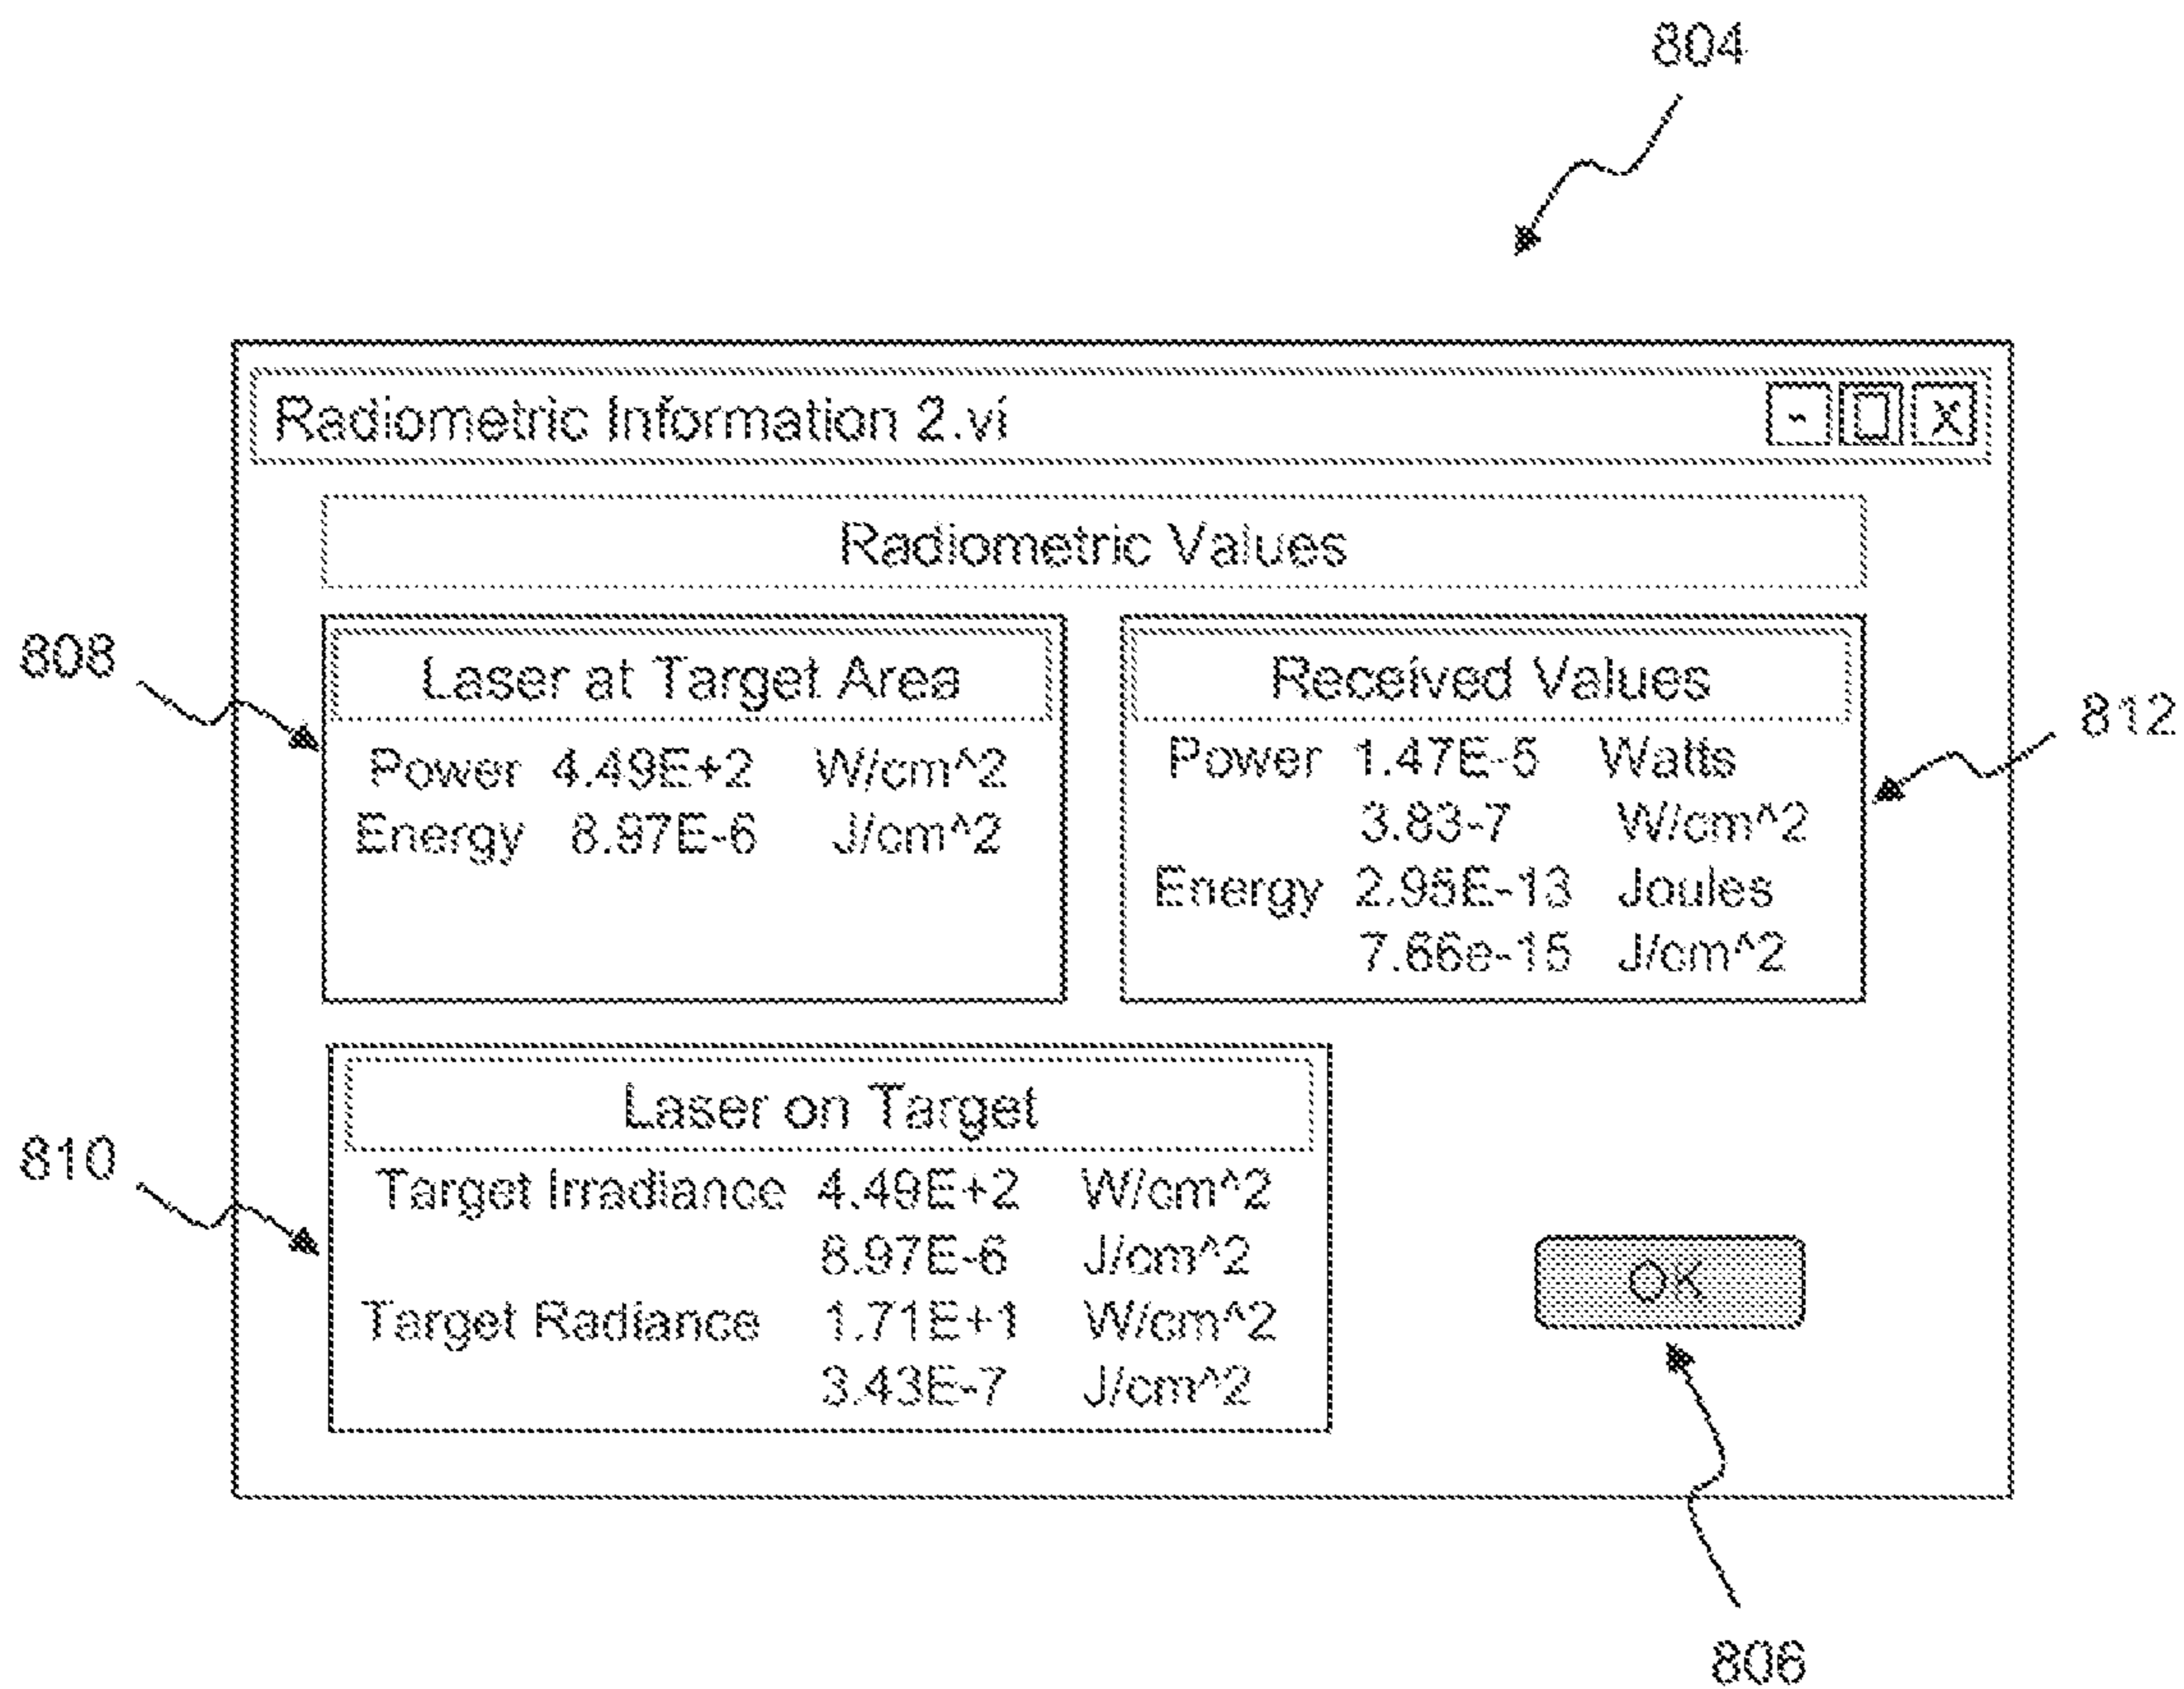 804
Radiometric Information 2.vi
- X
Radiometric Values
808
Laser at Target Area
Power 4.49E+2 W/cm^2
Energy 8.97E-6 J/cm^2
Received Values
812
Power 1.47E-5 Watts
3.83-7 W/cm^2
Energy 2.95E-13 Joules
7.66e-15 J/cm^2
810
Laser on Target
Target Irradiance 4.49E+2 W/cm^2
8.97E-6 J/cm^2
Target Radiance 1.71E+1 W/cm^2
3.43E-7 J/cm^2
OK
806